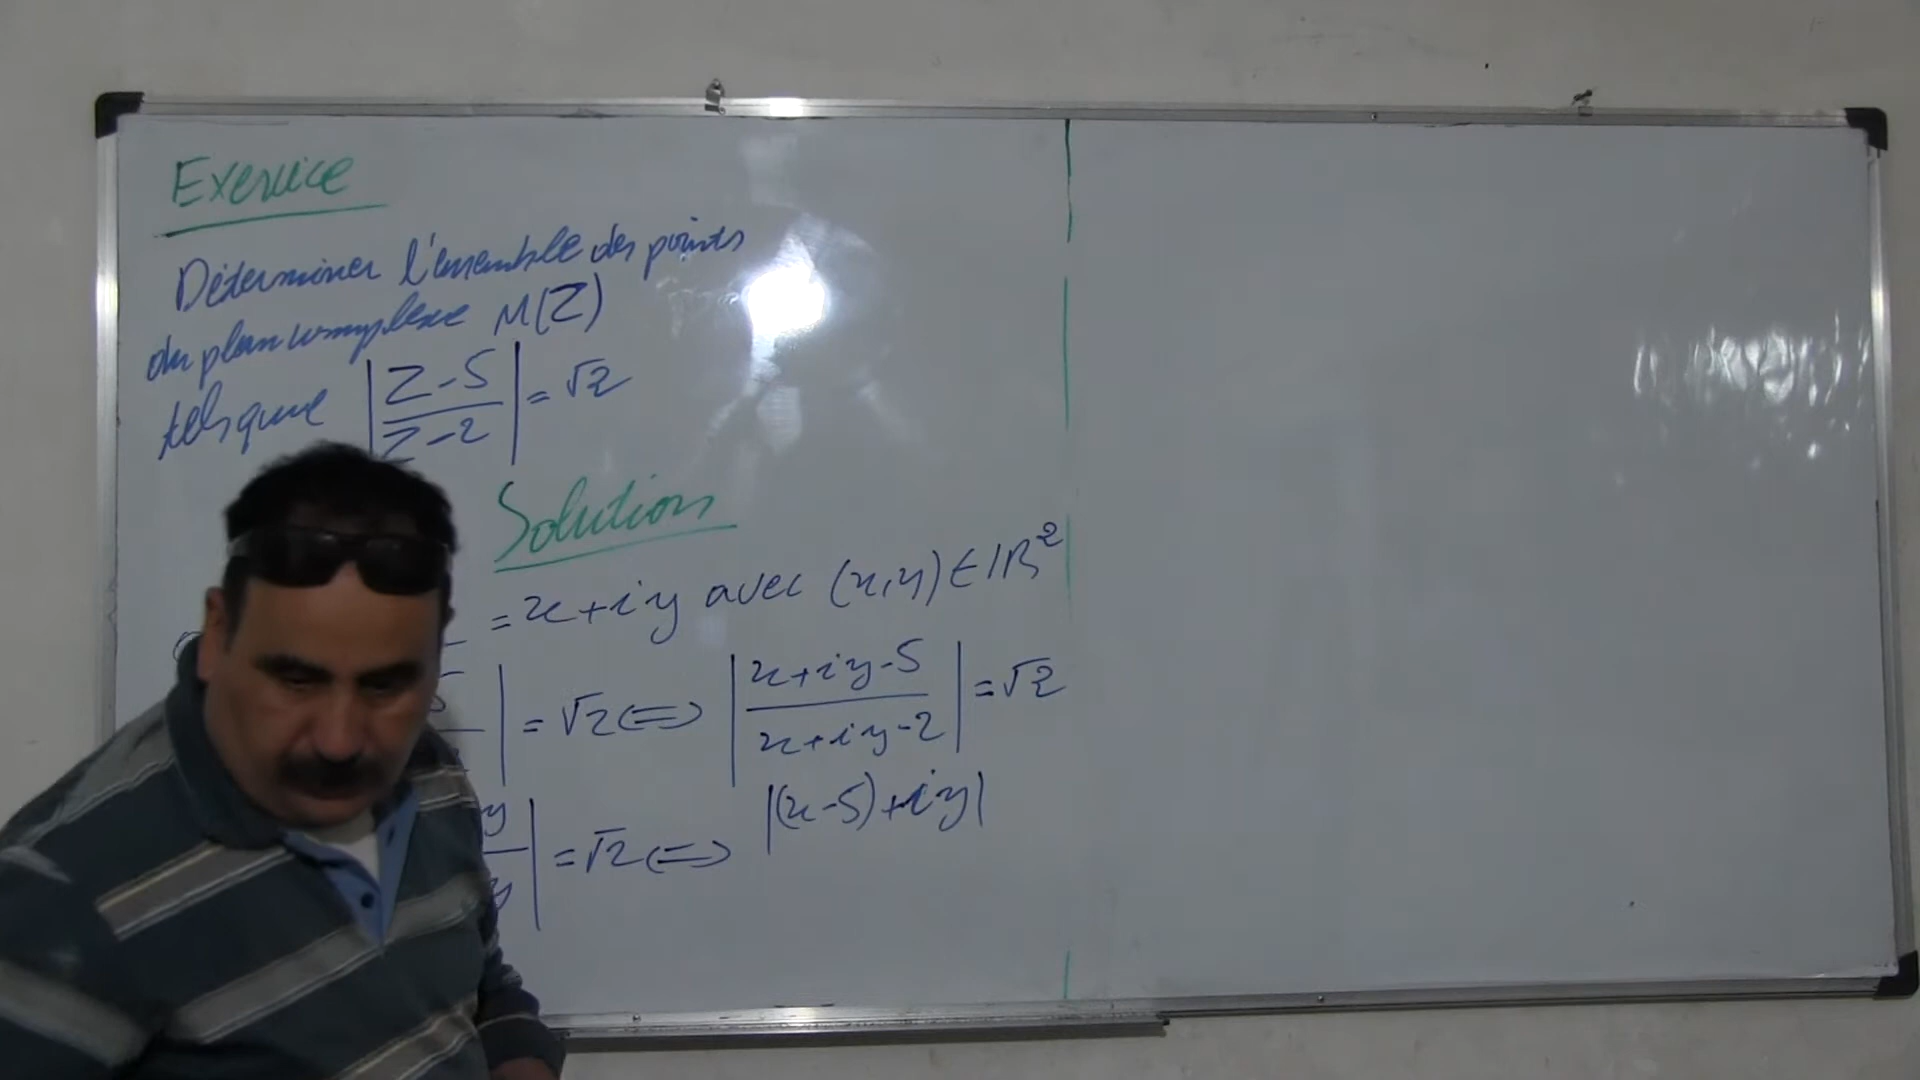 Exercice
Déterminer l'ensemble des points
du plan complexe M(Z)
tels que |(Z-5)/(Z-2)| = √2
Solution
= x+iy avec (x,y) ∈ IR²
| = √2 ⟺ |(x+iy-5)/(x+iy-2)| = √2
| = √2 ⟺ |(x-5)+iy|